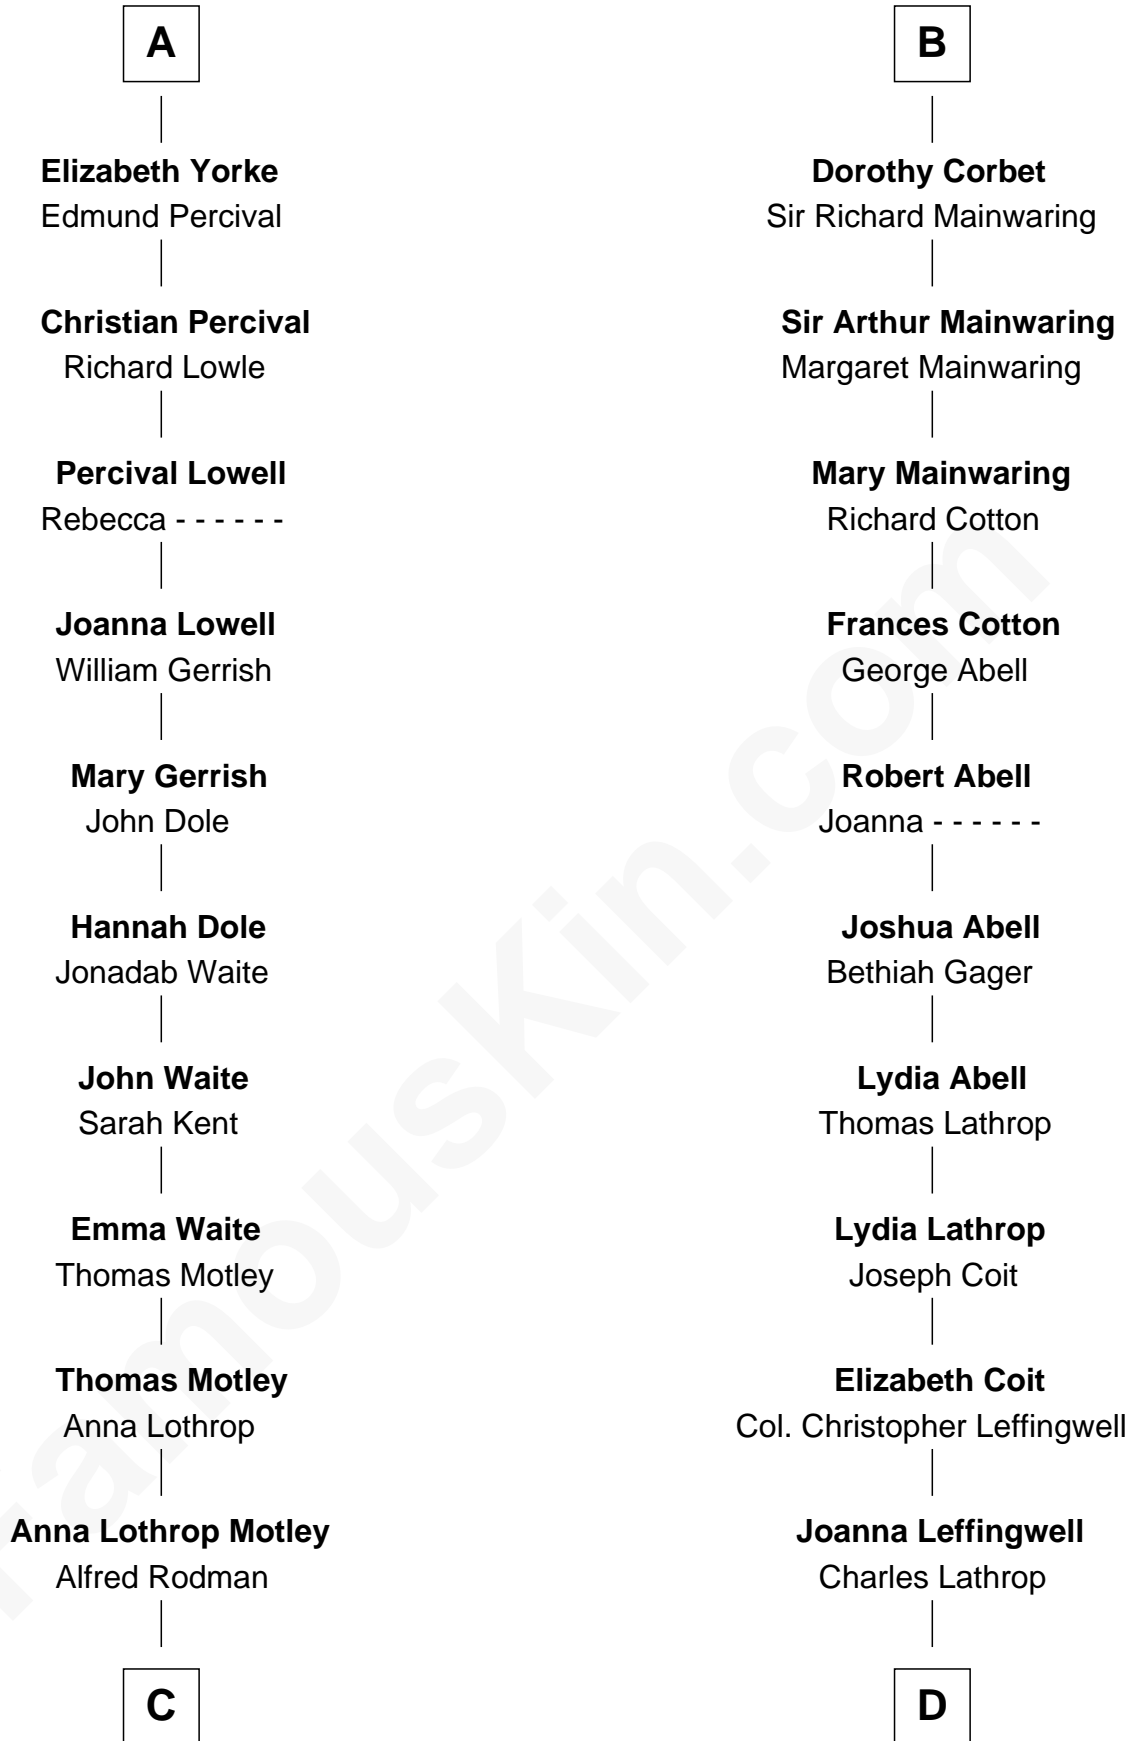 A
Elizabeth Yorke
Edmund Percival
Christian Percival
Richard Lowle
Percival Lowell
Rebecca - - - - - -
Joanna Lowell
William Gerrish
Mary Gerrish
John Dole
Hannah Dole
Jonadab Waite
John Waite
Sarah Kent
Emma Waite
Thomas Motley
Thomas Motley
Anna Lothrop
Anna Lothrop Motley
Alfred Rodman
C
B
Dorothy Corbet
Sir Richard Mainwaring
Sir Arthur Mainwaring
Margaret Mainwaring
Mary Mainwaring
Richard Cotton
Frances Cotton
George Abell
Robert Abell
Joanna - - - - - -
Joshua Abell
Bethiah Gager
Lydia Abell
Thomas Lathrop
Lydia Lathrop
Joseph Coit
Elizabeth Coit
Col. Christopher Leffingwell
Joanna Leffingwell
Charles Lathrop
D
FamousKin.com